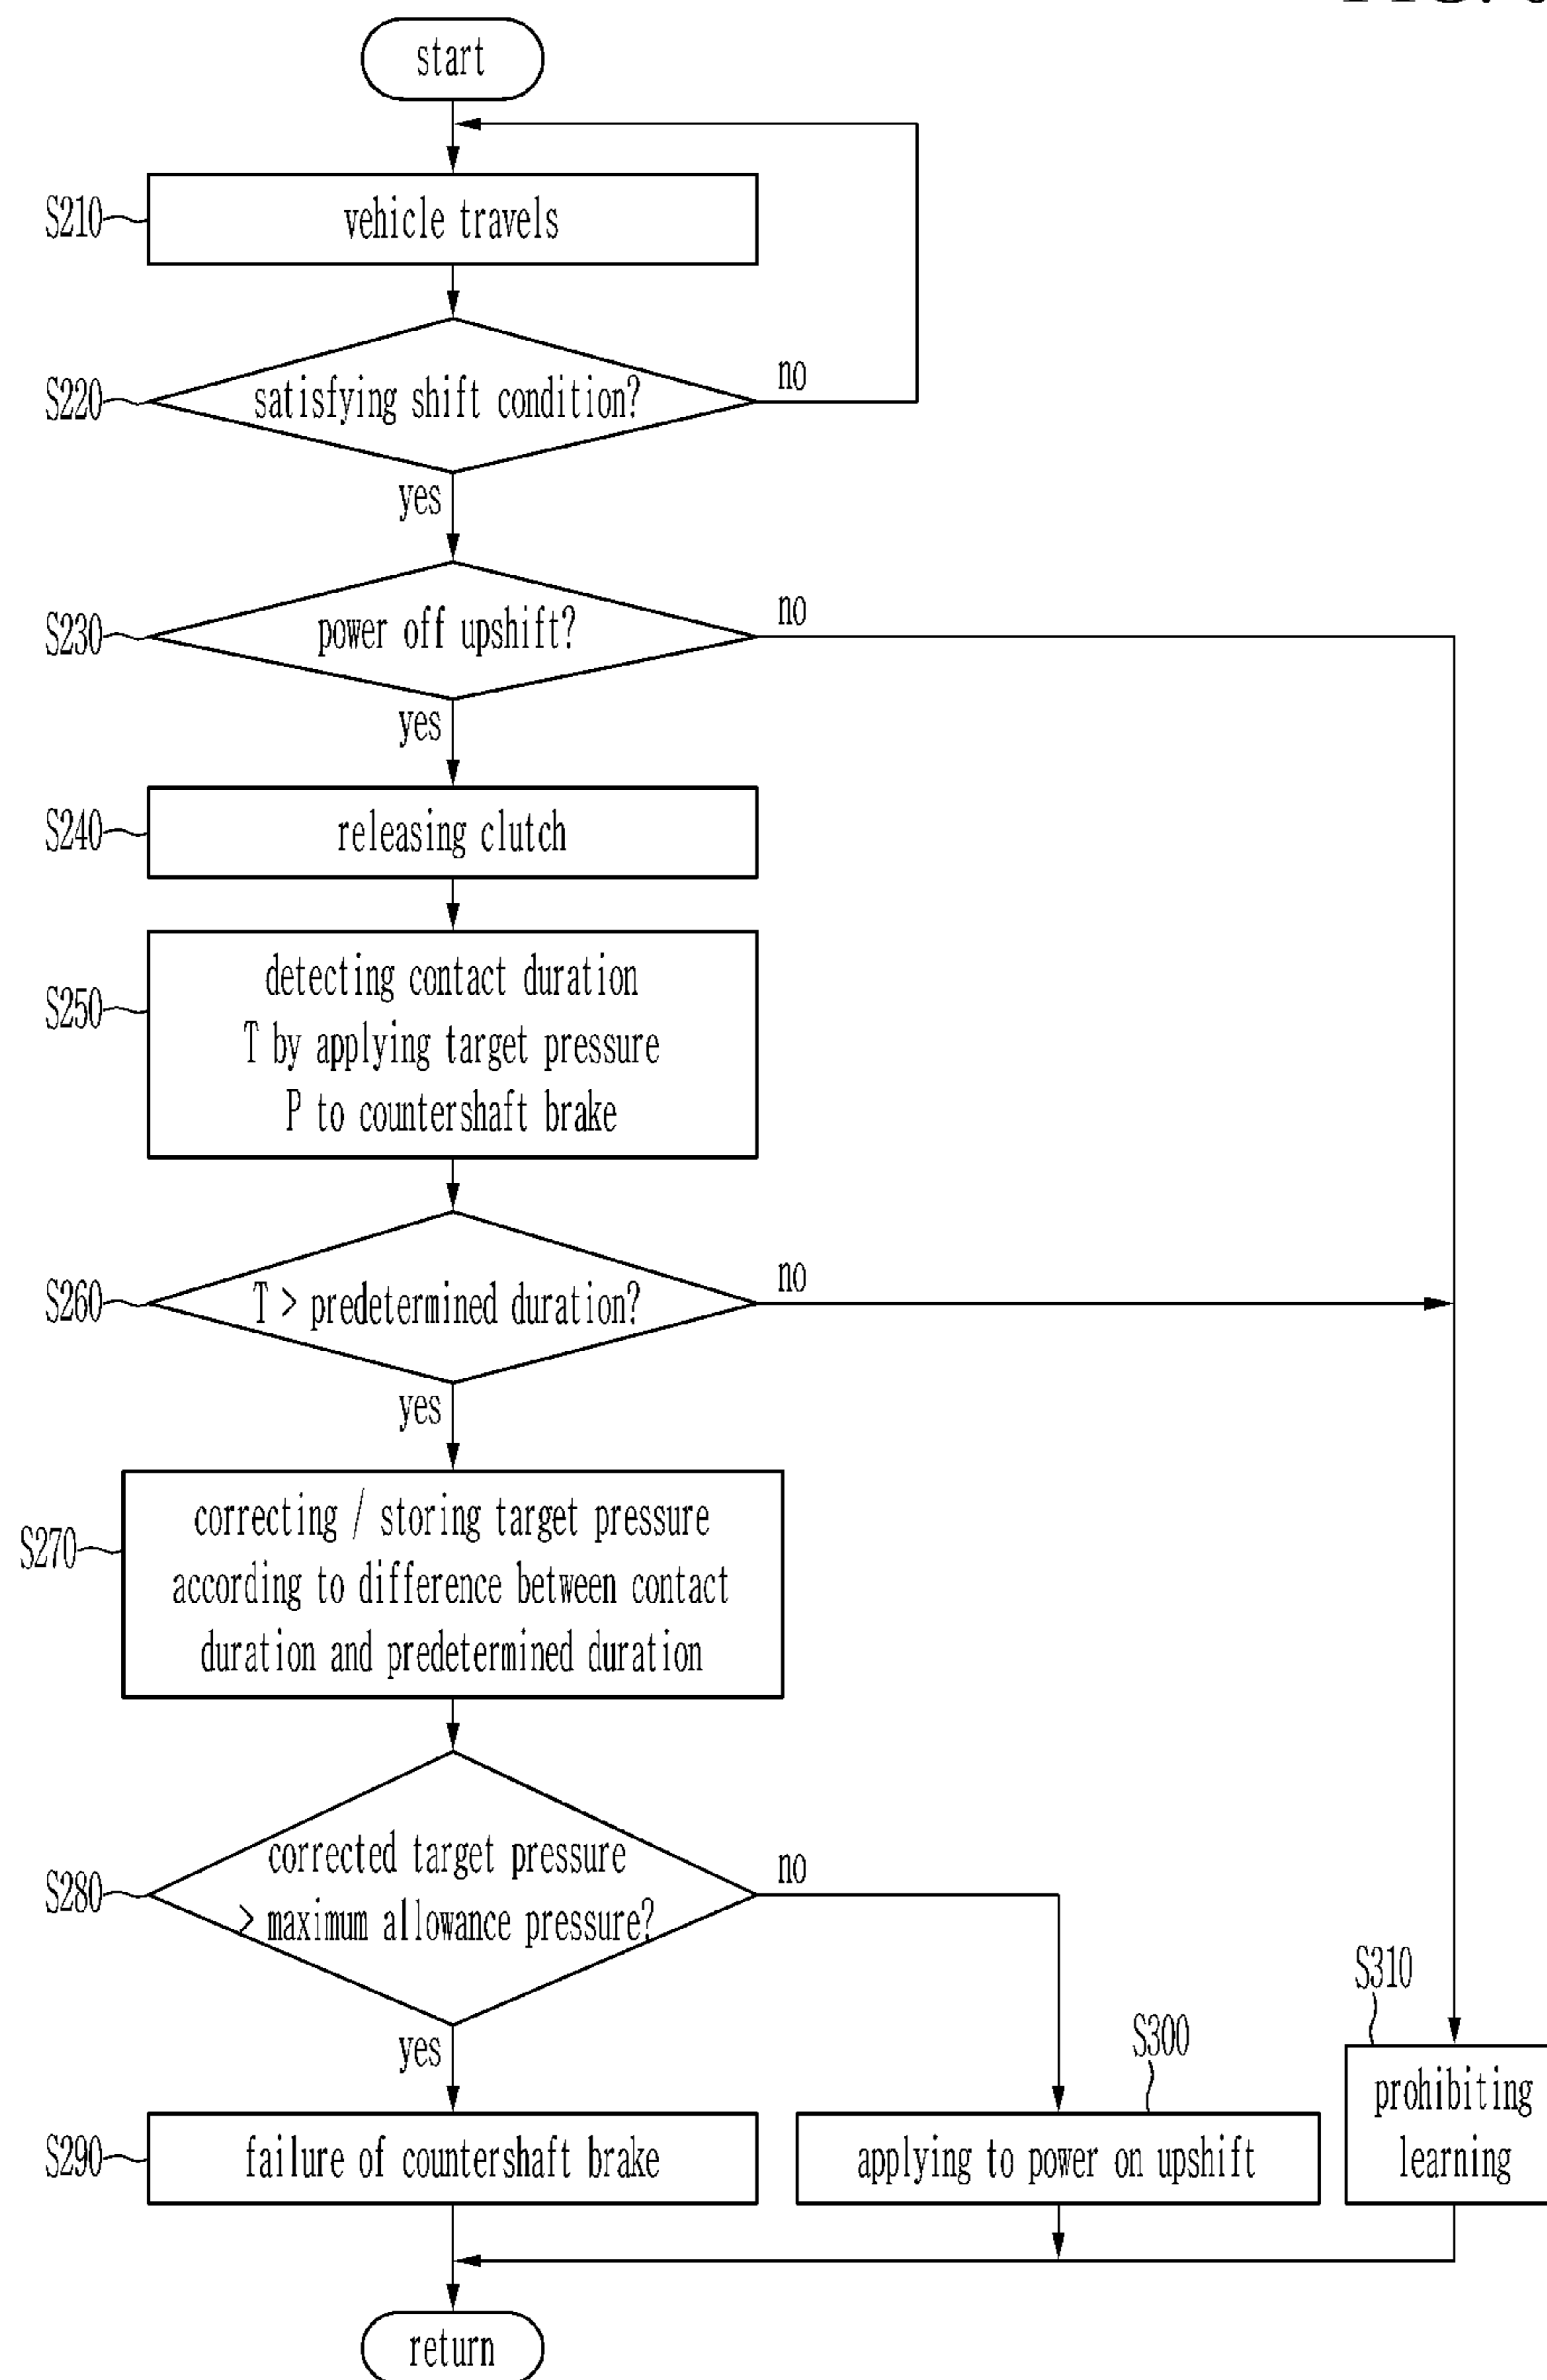 start
S210
vehicle travels
S220
satisfying shift condition?
no
yes
S230
power off upshift?
no
yes
S240
releasing clutch
S250
detecting contact duration
T by applying target pressure
P to countershaft brake
S260
T > predetermined duration?
no
yes
S270
correcting / storing target pressure
according to difference between contact
duration and predetermined duration
S280
corrected target pressure
> maximum allowance pressure?
no
yes
S290
failure of countershaft brake
S300
applying to power on upshift
S310
prohibiting
learning
return